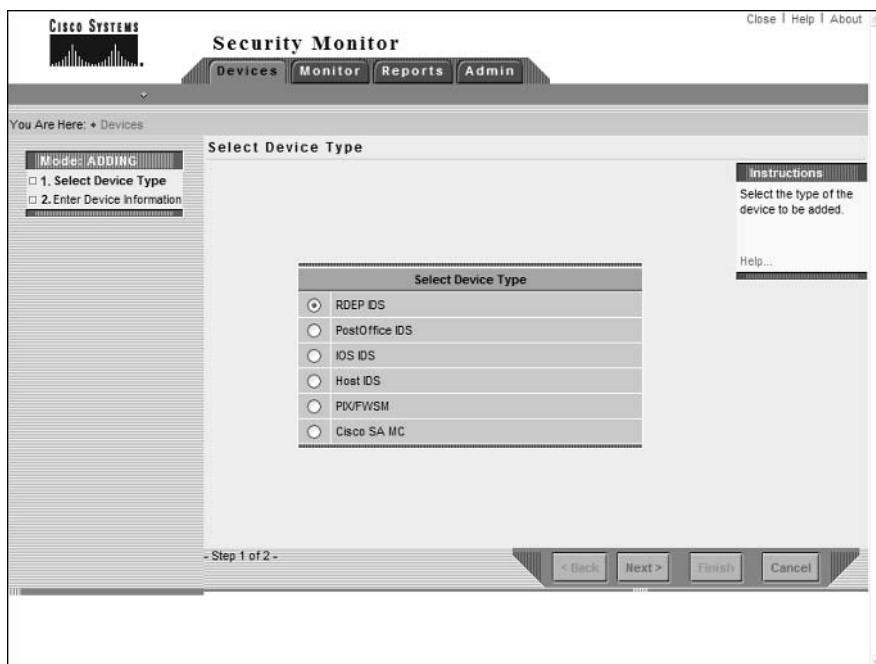 Close | Help | About
CISCO SYSTEMS
Security Monitor
Devices Monitor Reports Admin
You Are Here: • Devices
Mode: ADDING
1. Select Device Type
2. Enter Device Information
Select Device Type
Instructions
Select the type of the
device to be added.
Help...
Select Device Type
RDEP IDS
PostOffice IDS
IOS IDS
Host IDS
PIX/FWSM
Cisco SA MC
- Step 1 of 2 -
< Back Next > Finish Cancel